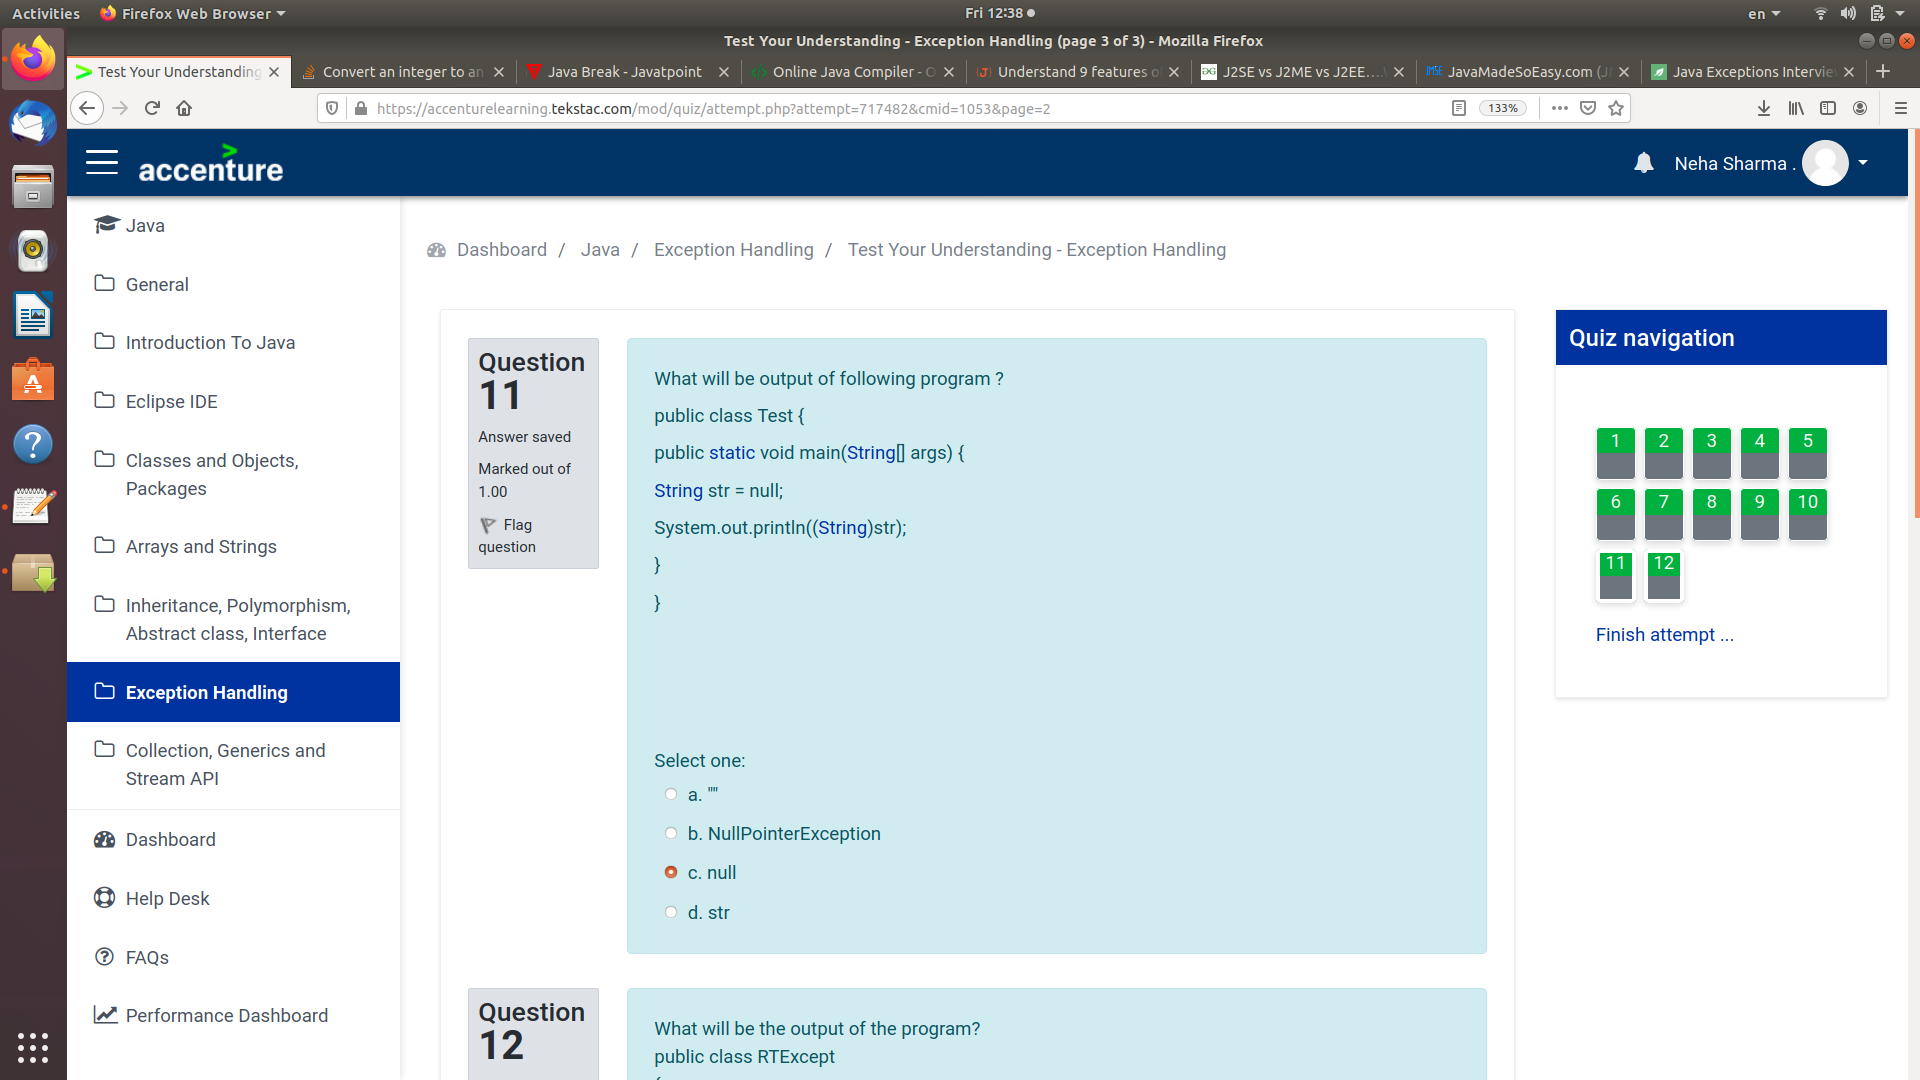 Activities
Firefox Web Browser
Fri 12:38
en
Test Your Understanding - Exception Handling (page 3 of 3) - Mozilla Firefox
Test Your Understanding
Convert an integer to an
Java Break - Javatpoint
Online Java Compiler - O
Understand 9 features o
J2SE vs J2ME vs J2EE....
JavaMadeSoEasy.com (J
Java Exceptions Intervie
https://accenturelearning.tekstac.com/mod/quiz/attempt.php?attempt=717482&cmid=1053&page=2
133%
accenture
Neha Sharma .
Java
General
Introduction To Java
Eclipse IDE
Classes and Objects,
Packages
Arrays and Strings
Inheritance, Polymorphism,
Abstract class, Interface
Exception Handling
Collection, Generics and
Stream API
Dashboard
Help Desk
FAQs
Performance Dashboard
Dashboard / Java / Exception Handling / Test Your Understanding - Exception Handling
Question
11
Answer saved
Marked out of
1.00
Flag
question
What will be output of following program ?
public class Test {
public static void main(String[] args) {
String str = null;
System.out.println((String)str);
}
}
Select one:
a. ""
b. NullPointerException
c. null
d. str
Question
12
What will be the output of the program?
public class RTExcept
Quiz navigation
1 2 3 4 5
6 7 8 9 10
11 12
Finish attempt ...